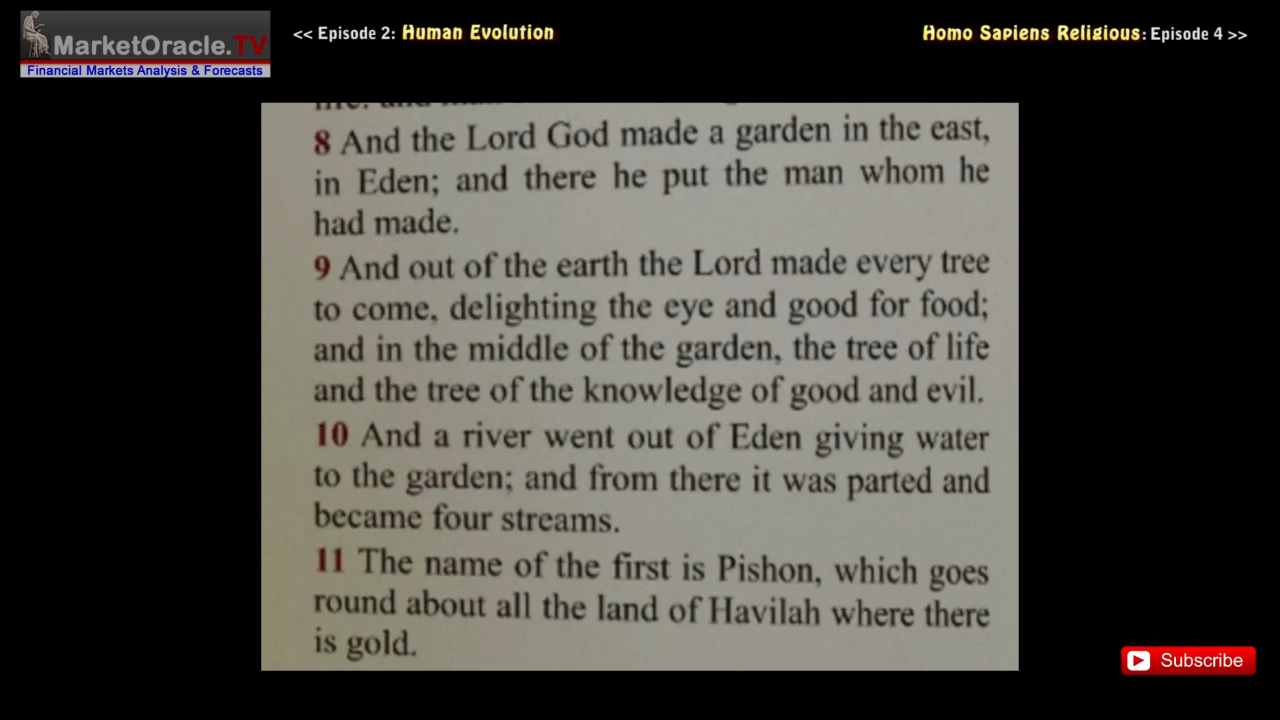 MarketOracle.TV
Financial Markets Analysis & Forecasts
<< Episode 2: Human Evolution
Homo Sapiens Religious: Episode 4 >>
8 And the Lord God made a garden in the east,
in Eden; and there he put the man whom he
had made.
9 And out of the earth the Lord made every tree
to come, delighting the eye and good for food;
and in the middle of the garden, the tree of life
and the tree of the knowledge of good and evil.
10 And a river went out of Eden giving water
to the garden; and from there it was parted and
became four streams.
11 The name of the first is Pishon, which goes
round about all the land of Havilah where there
is gold.
Subscribe